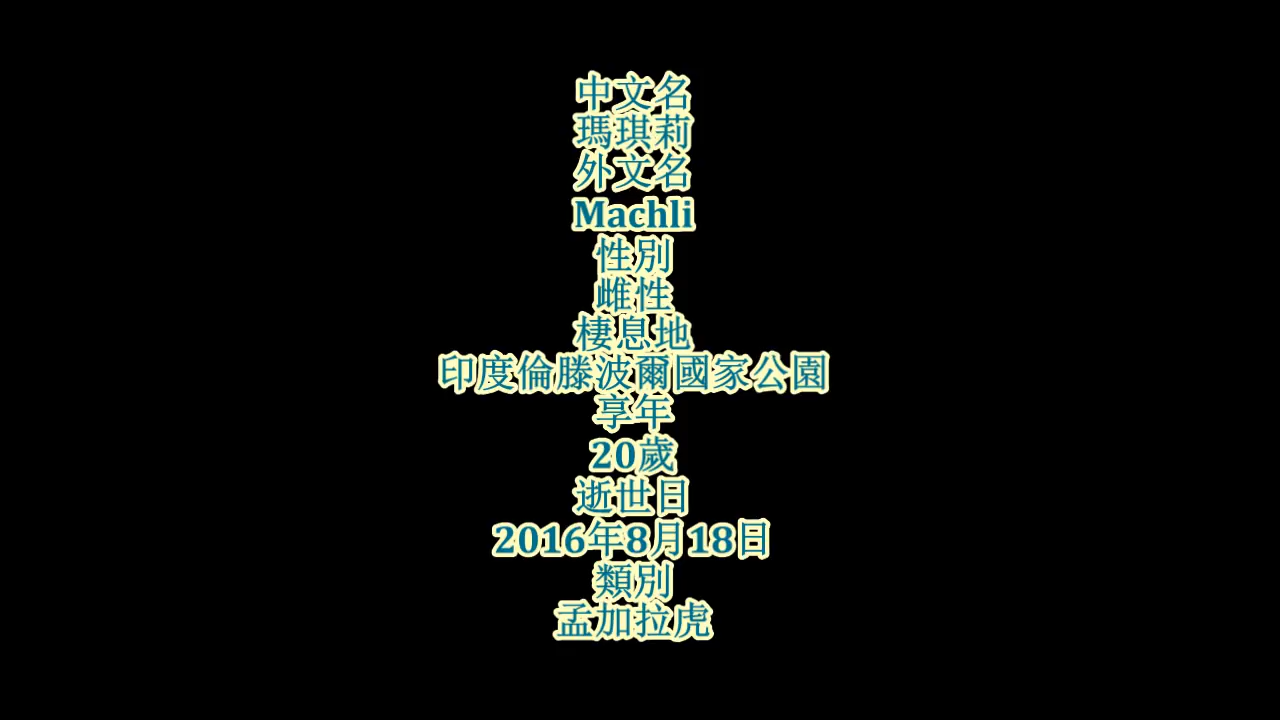 中文名
瑪琪莉
外文名
Machli
性別
雌性
棲息地
印度倫滕波爾國家公園
享年
20歲
逝世日
2016年8月18日
類別
孟加拉虎